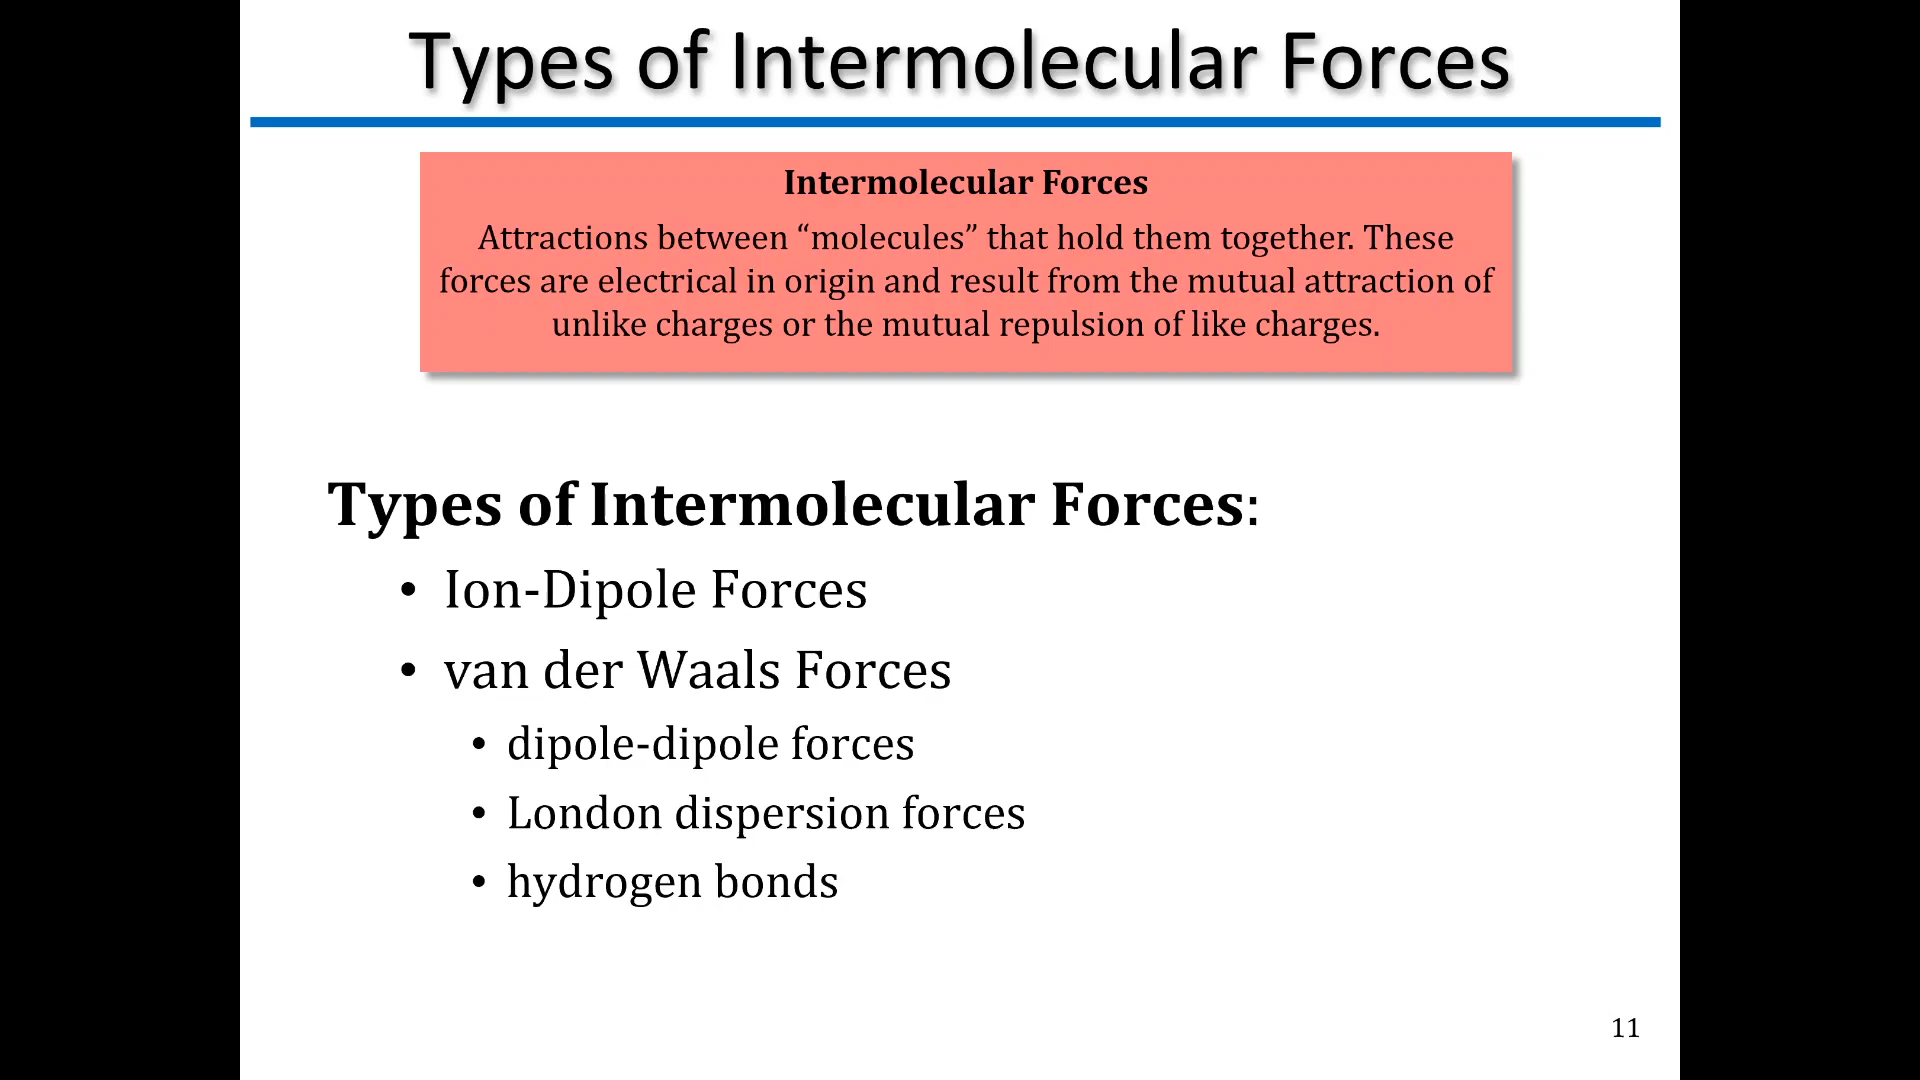 Types of Intermolecular Forces
Intermolecular Forces
Attractions between “molecules” that hold them together. These
forces are electrical in origin and result from the mutual attraction of
unlike charges or the mutual repulsion of like charges.
Types of Intermolecular Forces:
• Ion-Dipole Forces
• van der Waals Forces
• dipole-dipole forces
• London dispersion forces
• hydrogen bonds
11